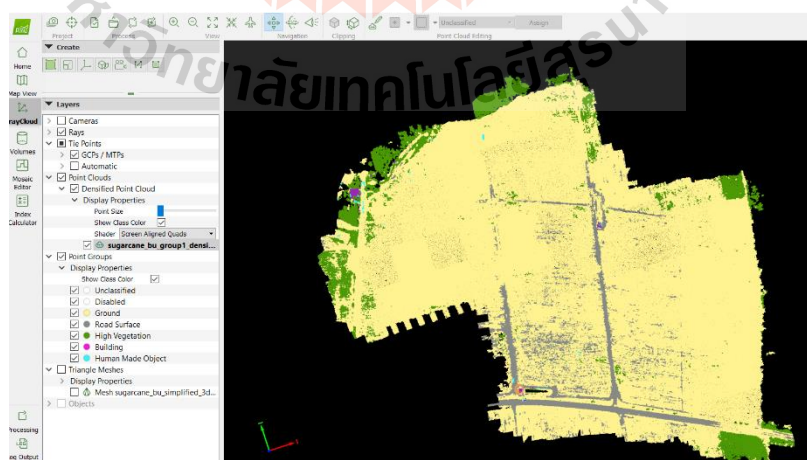 Project
Process
View
Navigation
Clipping
Point Cloud Editing
Unclassified
Assign
Create
Home
Map View
rayCloud
Volumes
Mosaic
Editor
Index
Calculator
Processing
Layers
Cameras
Rays
Tie Points
GCPs / MTPs
Automatic
Point Clouds
Densified Point Cloud
Display Properties
Point Size
Show Class Color
Shader Screen Aligned Quads
sugarcane_bu_group1_densi...
Point Groups
Display Properties
Show Class Color
Unclassified
Disabled
Ground
Road Surface
High Vegetation
Building
Human Made Object
Triangle Meshes
Display Properties
Mesh sugarcane_bu_simplified_3d...
Objects
าลัยเทคโนโลยีสุรน